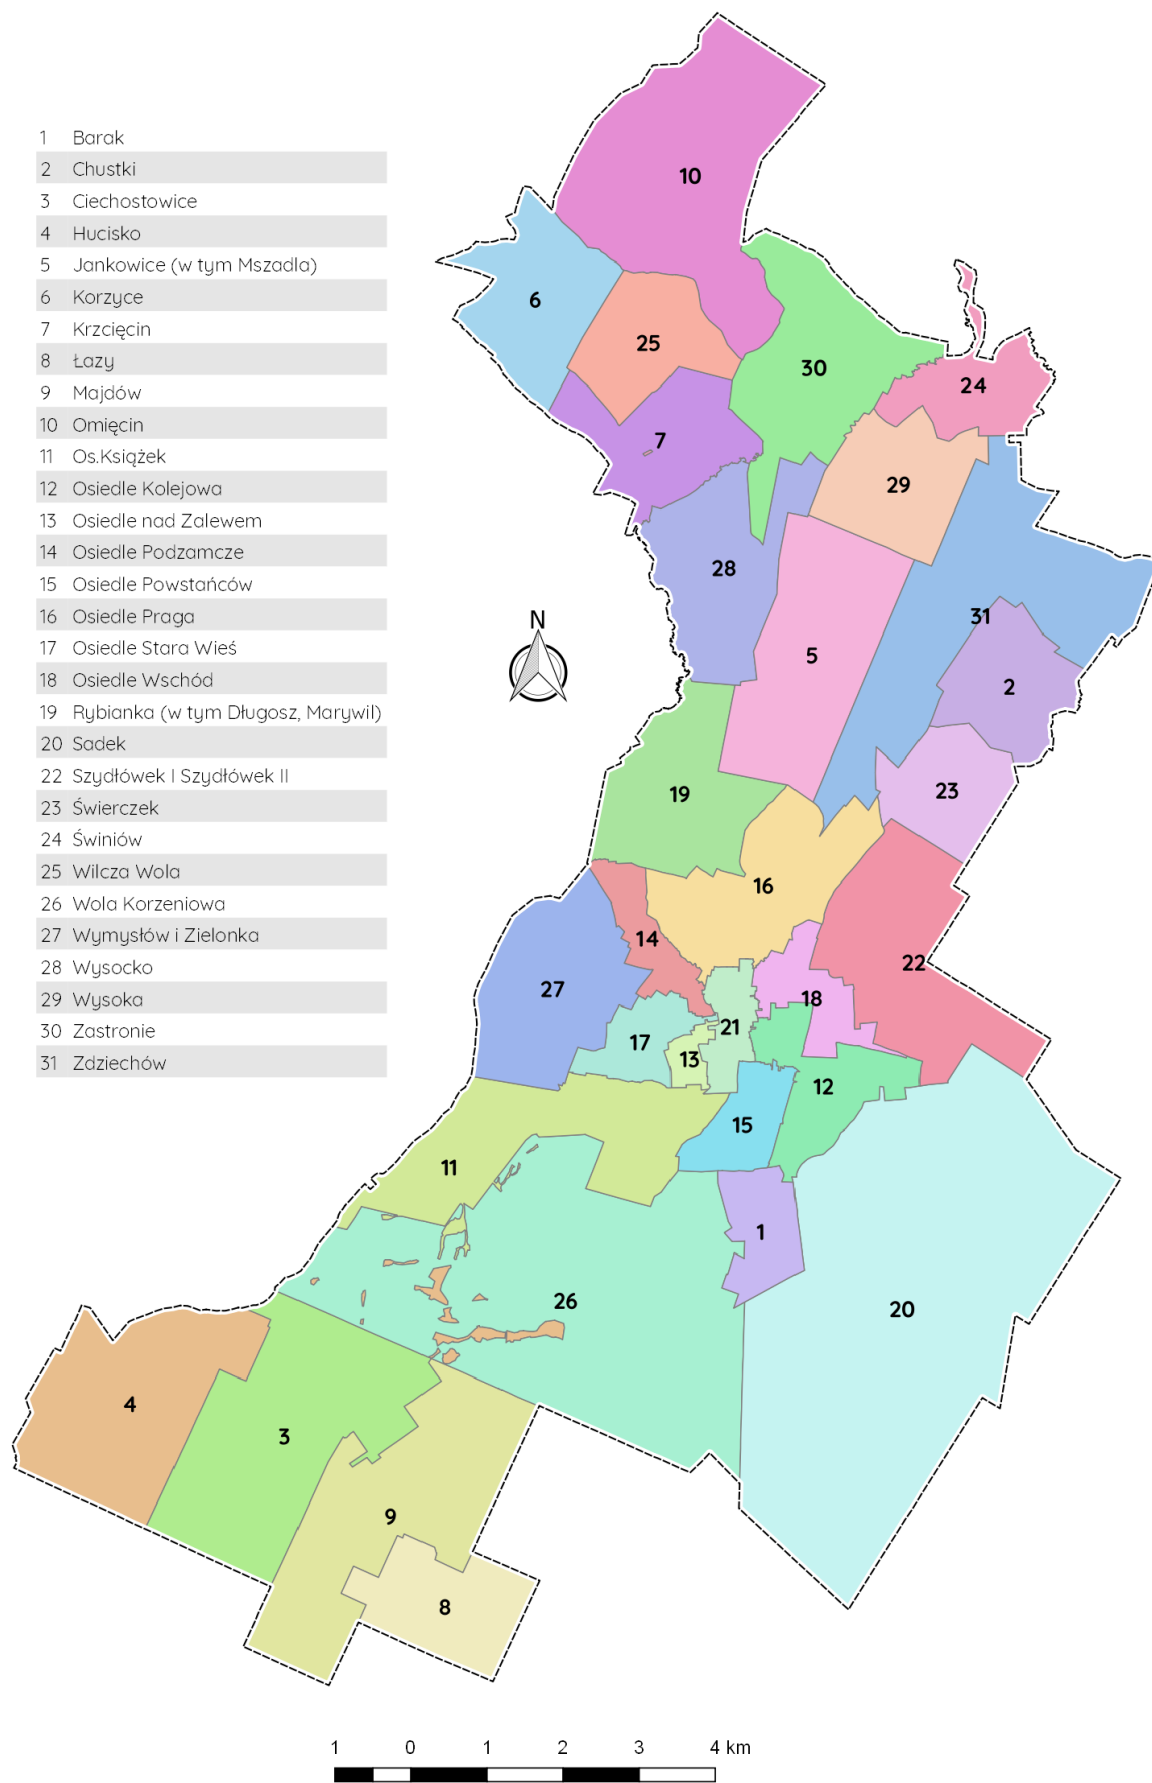 1 Barak
2 Chustki
3 Ciechostowice
4 Hucisko
5 Jankowice (w tym Mszadla)
6 Korzyce
7 Krzcięcin
8 Łazy
9 Majdów
10 Omięcin
11 Os.Książek
12 Osiedle Kolejowa
13 Osiedle nad Zalewem
14 Osiedle Podzamcze
15 Osiedle Powstańców
16 Osiedle Praga
17 Osiedle Stara Wieś
18 Osiedle Wschód
19 Rybianka (w tym Długosz, Marywil)
20 Sadek
22 Szydłówek I Szydłówek II
23 Świerczek
24 Świniów
25 Wilcza Wola
26 Wola Korzeniowa
27 Wymysłów i Zielonka
28 Wysocko
29 Wysoka
30 Zastronie
31 Zdziechów
10
6
25
30
24
7
29
28
31
5
2
N
19
23
16
14
22
27
18
21
17
13
12
15
11
1
26
20
4
3
9
8
1 0 1 2 3 4 km